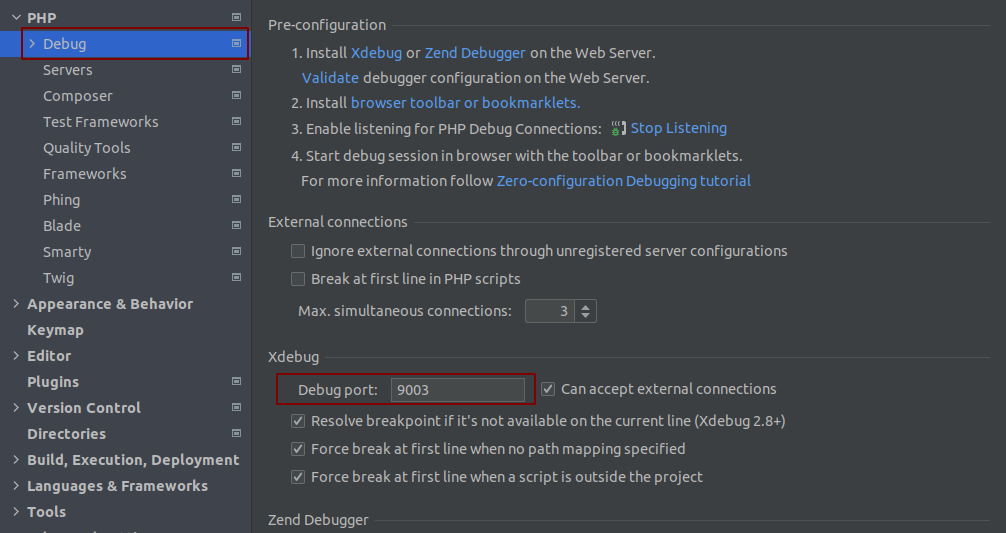 PHP
Debug
Servers
Composer
Test Frameworks
Quality Tools
Frameworks
Phing
Blade
Smarty
Twig
Appearance & Behavior
Keymap
Editor
Plugins
Version Control
Directories
Build, Execution, Deployment
Languages & Frameworks
Tools
Pre-configuration
1. Install Xdebug or Zend Debugger on the Web Server.
Validate debugger configuration on the Web Server.
2. Install browser toolbar or bookmarklets.
3. Enable listening for PHP Debug Connections: Stop Listening
4. Start debug session in browser with the toolbar or bookmarklets.
For more information follow Zero-configuration Debugging tutorial
External connections
Ignore external connections through unregistered server configurations
Break at first line in PHP scripts
Max. simultaneous connections: 3
Xdebug
Debug port: 9003 Can accept external connections
Resolve breakpoint if it's not available on the current line (Xdebug 2.8+)
Force break at first line when no path mapping specified
Force break at first line when a script is outside the project
Zend Debugger